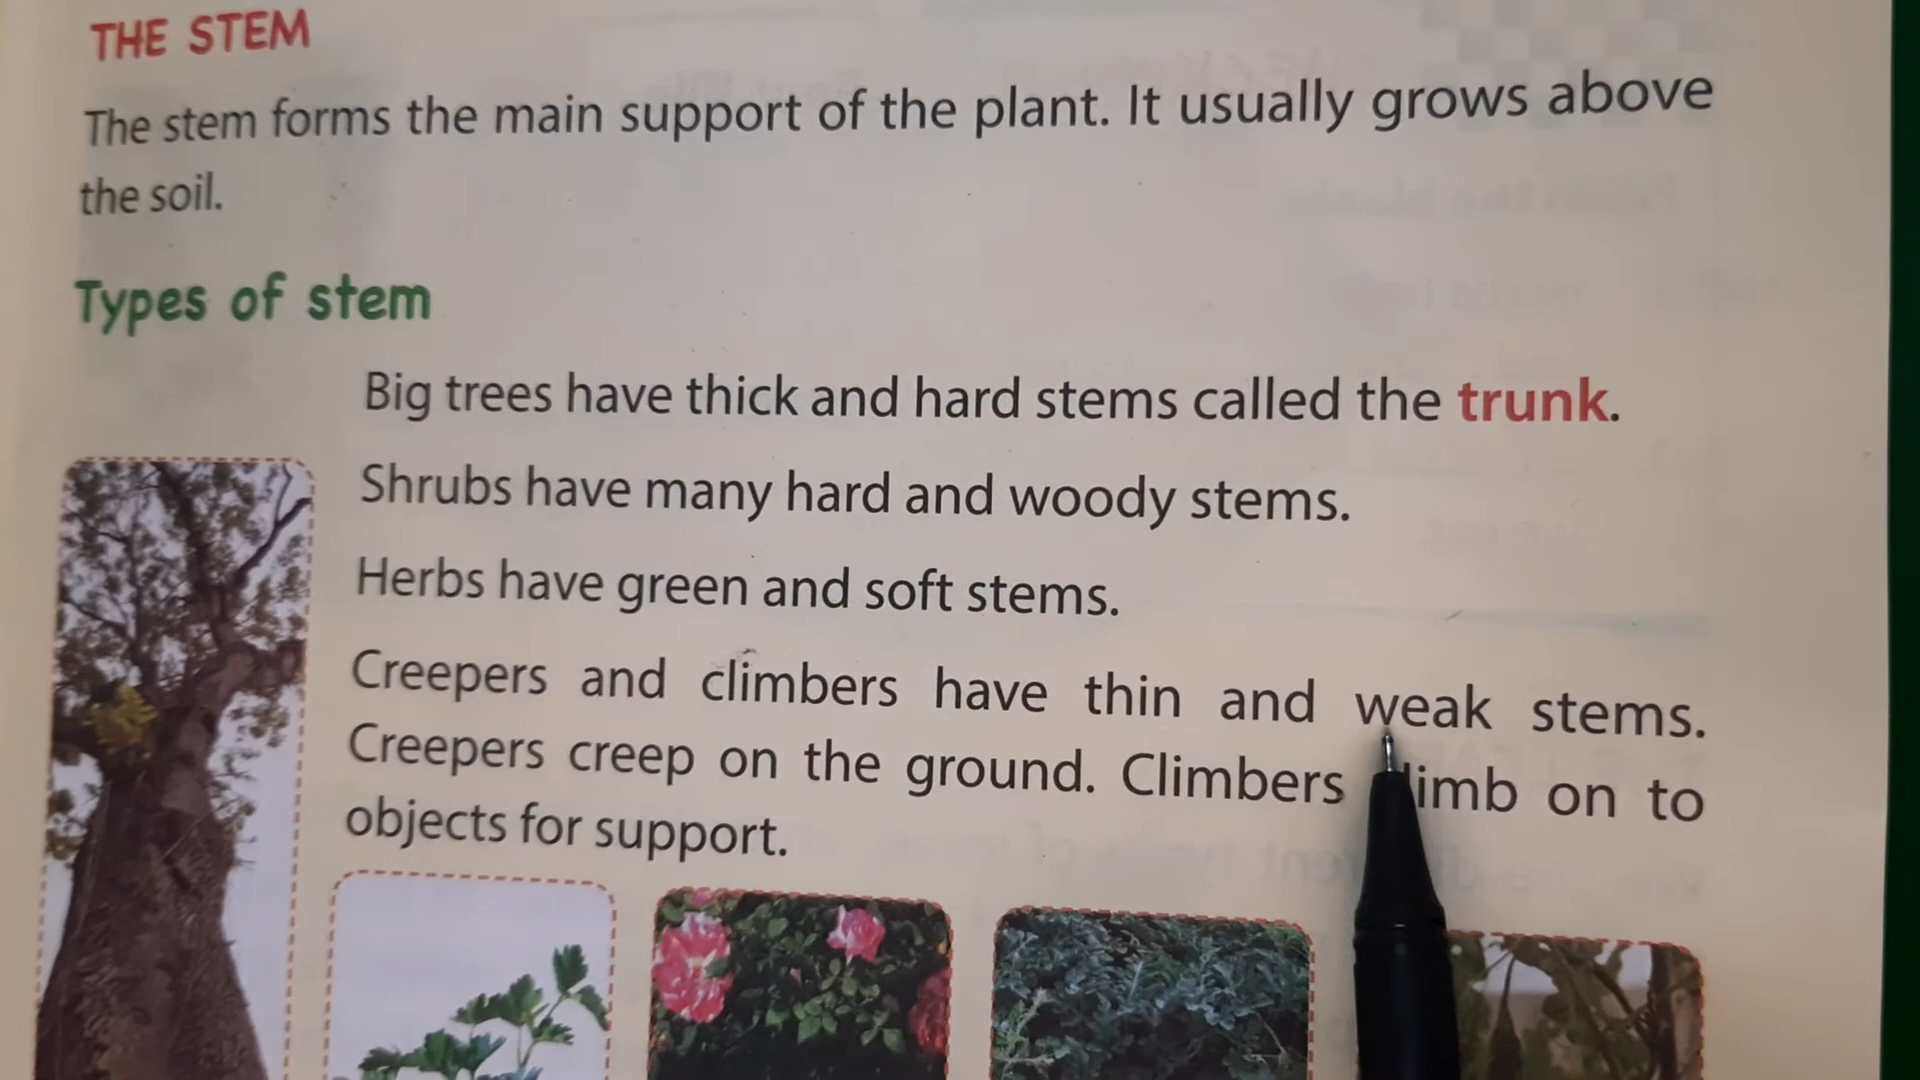 THE STEM
The stem forms the main support of the plant. It usually grows above
the soil.
Types of stem
Big trees have thick and hard stems called the trunk.
Shrubs have many hard and woody stems.
Herbs have green and soft stems.
Creepers and climbers have thin and weak stems.
Creepers creep on the ground. Climbers limb on to
objects for support.